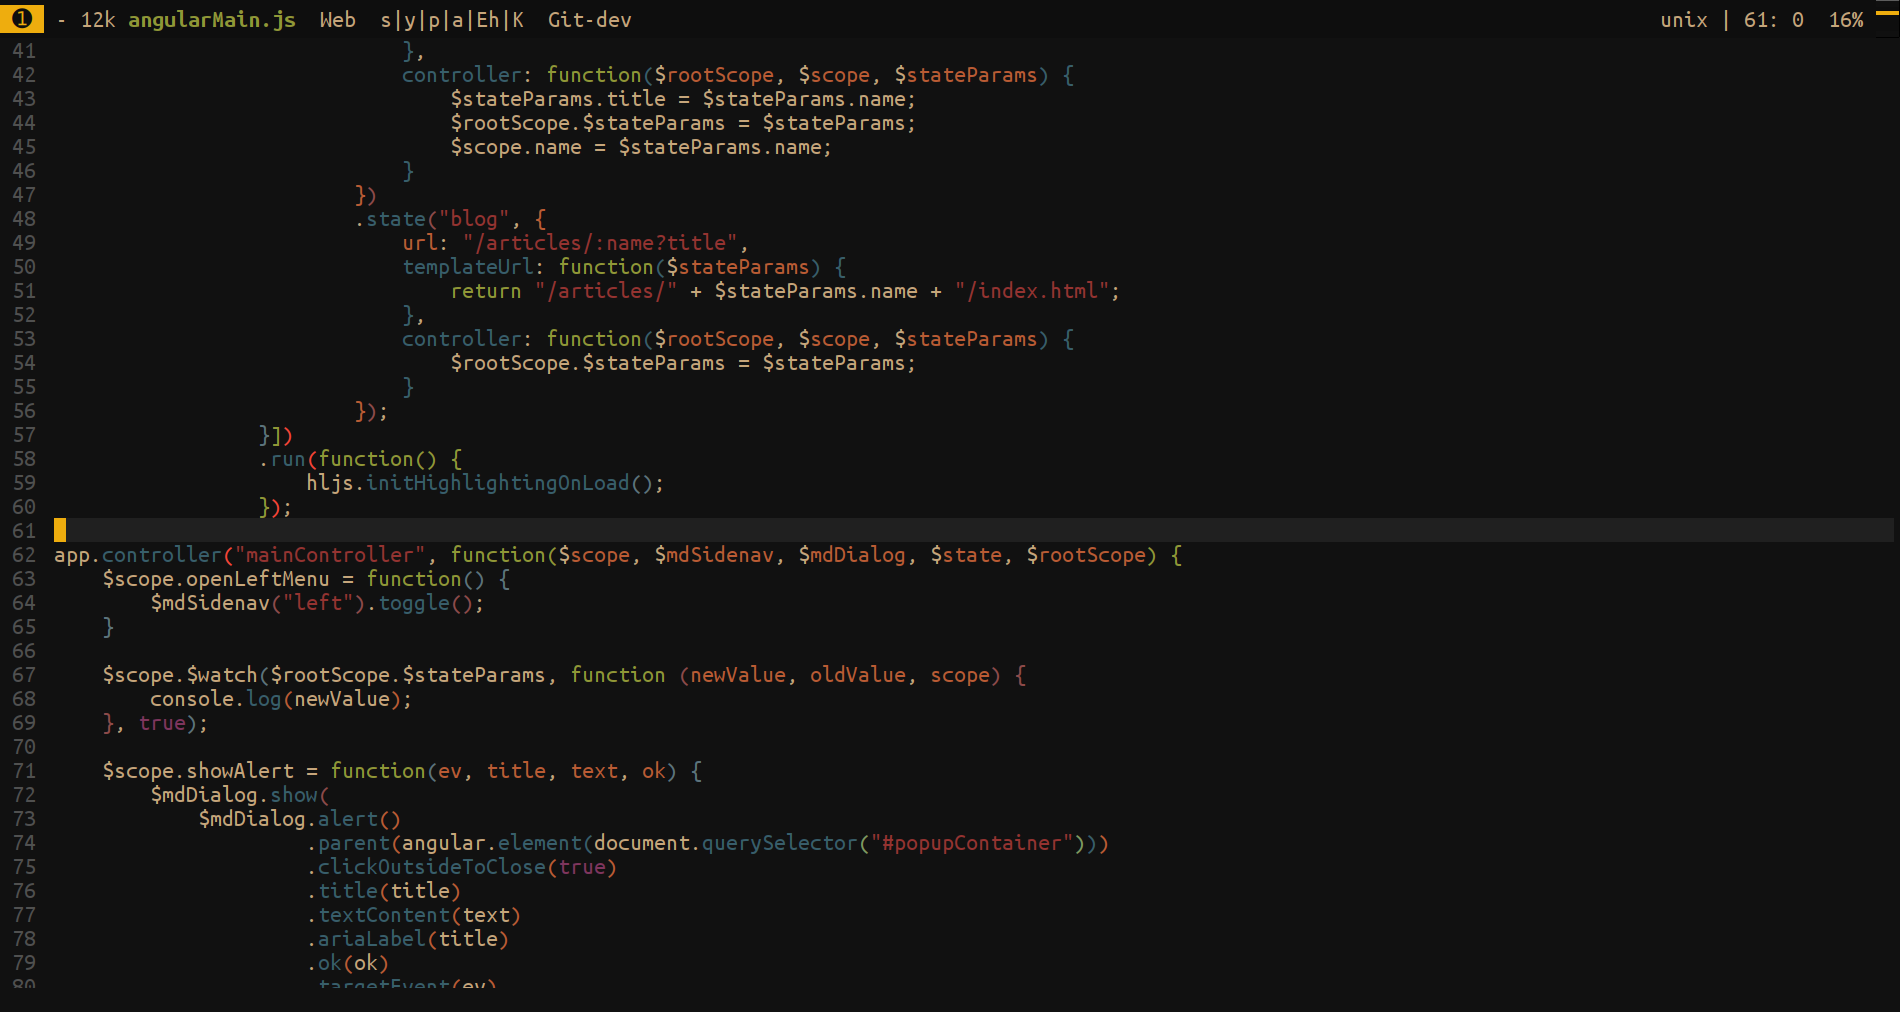 ❶ - 12k angularMain.js  Web  s|y|p|a|Eh|K  Git-dev  unix | 61: 0  16%
41                               },
42                               controller: function($rootScope, $scope, $stateParams) {
43                                   $stateParams.title = $stateParams.name;
44                                   $rootScope.$stateParams = $stateParams;
45                                   $scope.name = $stateParams.name;
46                               }
47                           })
48                           .state("blog", {
49                               url: "/articles/:name?title",
50                               templateUrl: function($stateParams) {
51                                   return "/articles/" + $stateParams.name + "/index.html";
52                               },
53                               controller: function($rootScope, $scope, $stateParams) {
54                                   $rootScope.$stateParams = $stateParams;
55                               }
56                           });
57                   }])
58                   .run(function() {
59                       hljs.initHighlightingOnLoad();
60                   });
61
62  app.controller("mainController", function($scope, $mdSidenav, $mdDialog, $state, $rootScope) {
63      $scope.openLeftMenu = function() {
64          $mdSidenav("left").toggle();
65      }
66
67      $scope.$watch($rootScope.$stateParams, function (newValue, oldValue, scope) {
68          console.log(newValue);
69      }, true);
70
71      $scope.showAlert = function(ev, title, text, ok) {
72          $mdDialog.show(
73              $mdDialog.alert()
74                       .parent(angular.element(document.querySelector("#popupContainer")))
75                       .clickOutsideToClose(true)
76                       .title(title)
77                       .textContent(text)
78                       .ariaLabel(title)
79                       .ok(ok)
80                       .targetEvent(ev)